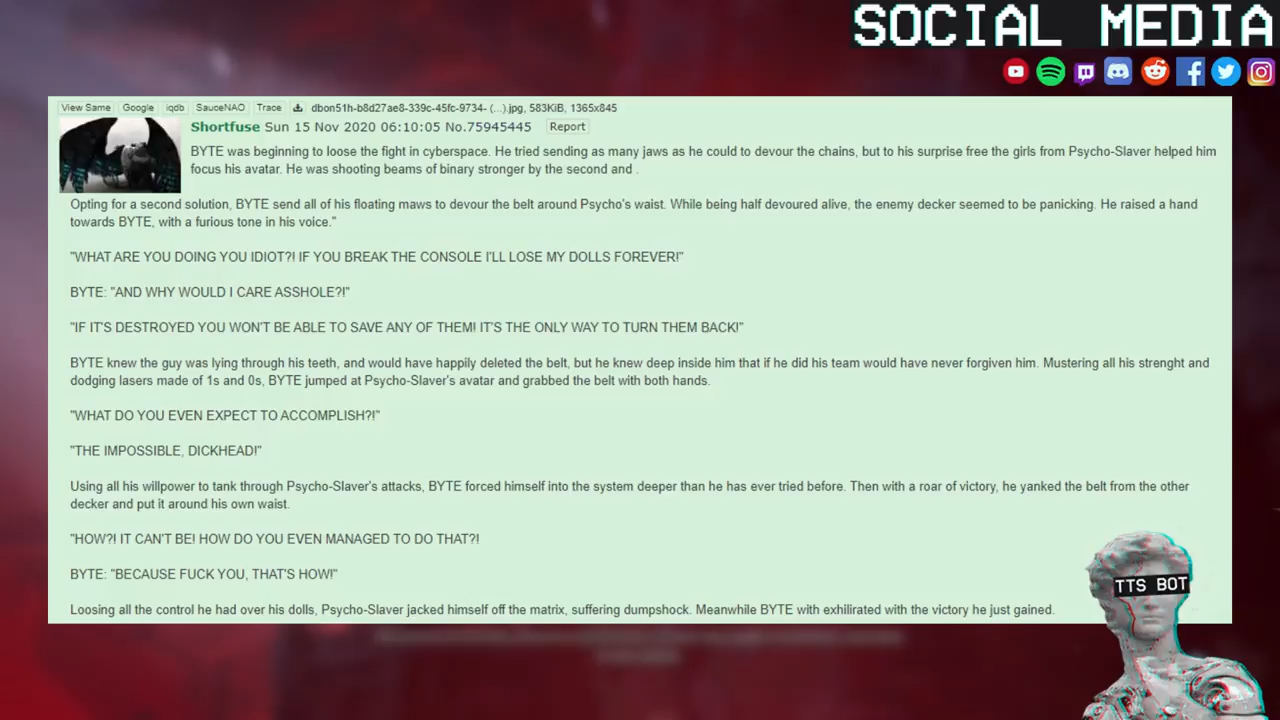 SOCIAL MEDIA
View Same Google iqdb SauceNAO Trace dbon51h-b8d27ae8-339c-45fc-9734- (...).jpg, 583KiB, 1365x845
Shortfuse Sun 15 Nov 2020 06:10:05 No.75945445 Report
BYTE was beginning to loose the fight in cyberspace. He tried sending as many jaws as he could to devour the chains, but to his surprise free the girls from Psycho-Slaver helped him
focus his avatar. He was shooting beams of binary stronger by the second and .
Opting for a second solution, BYTE send all of his floating maws to devour the belt around Psycho's waist. While being half devoured alive, the enemy decker seemed to be panicking. He raised a hand
towards BYTE, with a furious tone in his voice."
"WHAT ARE YOU DOING YOU IDIOT?! IF YOU BREAK THE CONSOLE I'LL LOSE MY DOLLS FOREVER!"
BYTE: "AND WHY WOULD I CARE ASSHOLE?!"
"IF IT'S DESTROYED YOU WON'T BE ABLE TO SAVE ANY OF THEM! IT'S THE ONLY WAY TO TURN THEM BACK!"
BYTE knew the guy was lying through his teeth, and would have happily deleted the belt, but he knew deep inside him that if he did his team would have never forgiven him. Mustering all his strenght and
dodging lasers made of 1s and 0s, BYTE jumped at Psycho-Slaver's avatar and grabbed the belt with both hands.
"WHAT DO YOU EVEN EXPECT TO ACCOMPLISH?!"
"THE IMPOSSIBLE, DICKHEAD!"
Using all his willpower to tank through Psycho-Slaver's attacks, BYTE forced himself into the system deeper than he has ever tried before. Then with a roar of victory, he yanked the belt from the other
decker and put it around his own waist.
"HOW?! IT CAN'T BE! HOW DO YOU EVEN MANAGED TO DO THAT?!
BYTE: "BECAUSE FUCK YOU, THAT'S HOW!"
Loosing all the control he had over his dolls, Psycho-Slaver jacked himself off the matrix, suffering dumpshock. Meanwhile BYTE with exhilirated with the victory he just gained.
TTS BOT